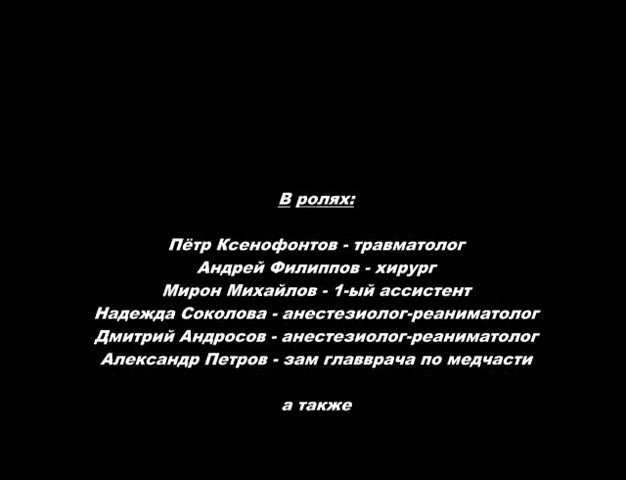 В ролях:
Пётр Ксенофонтов - травматолог
Андрей Филиппов - хирург
Мирон Михайлов - 1-ый ассистент
Надежда Соколова - анестезиолог-реаниматолог
Дмитрий Андросов - анестезиолог-реаниматолог
Александр Петров - зам главврача по медчасти
а также